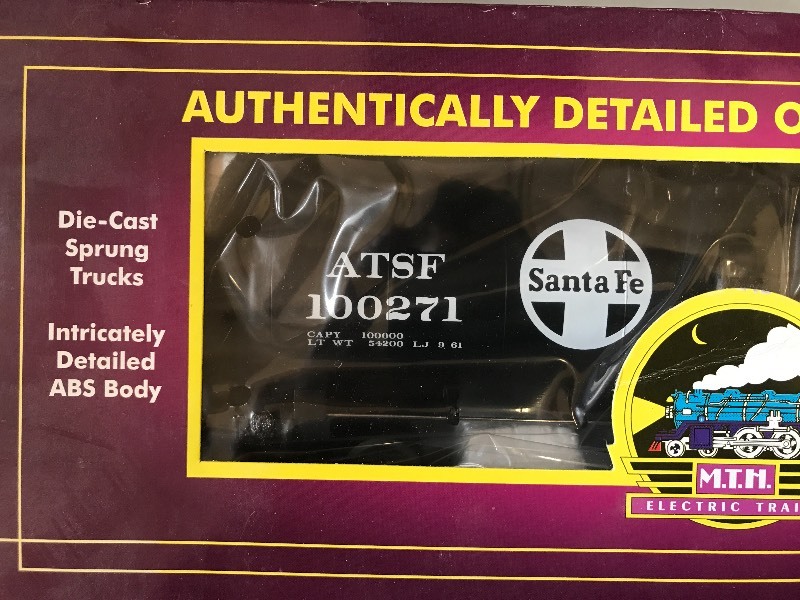 AUTHENTICALLY DETAILED O
Die-Cast
Sprung
Trucks
Intricately
Detailed
ABS Body
ATSF
100271
CAPY 100000
LT WT 54200 LJ 9 61
Santa Fe
M.T.H.
ELECTRIC TRAI